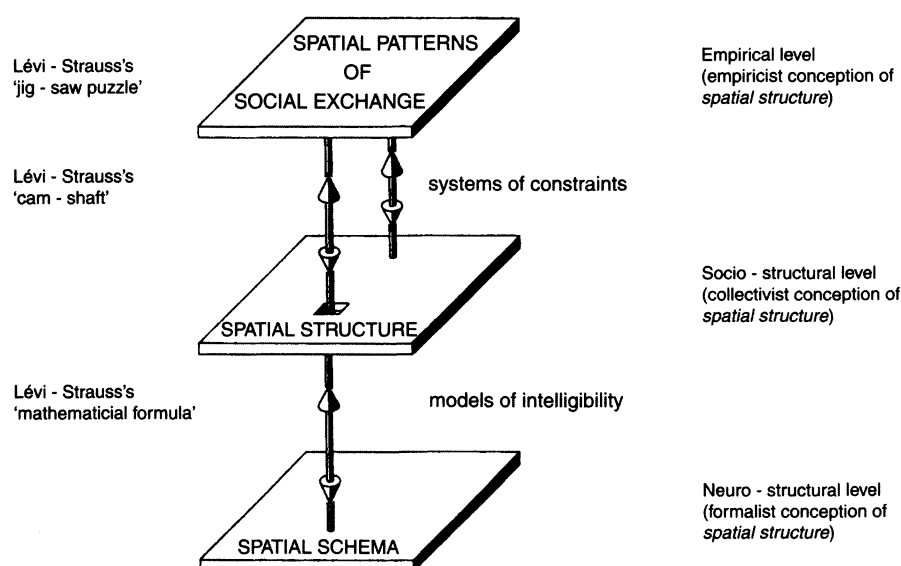 Lévi - Strauss's
'jig - saw puzzle'
SPATIAL PATTERNS
OF
SOCIAL EXCHANGE
Empirical level
(empiricist conception of
spatial structure)
Lévi - Strauss's
'cam - shaft'
systems of constraints
SPATIAL STRUCTURE
Socio - structural level
(collectivist conception of
spatial structure)
Lévi - Strauss's
'mathematicial formula'
models of intelligibility
SPATIAL SCHEMA
Neuro - structural level
(formalist conception of
spatial structure)